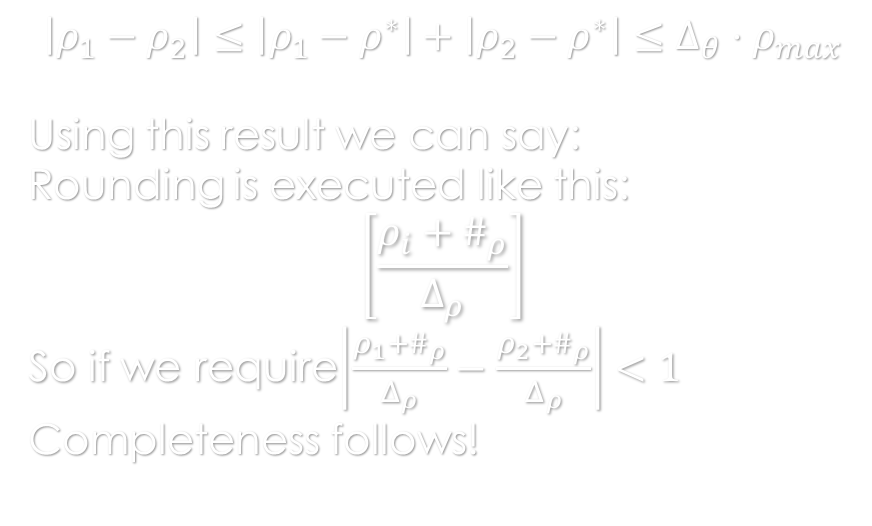 |ρ₁ − ρ₂| ≤ |ρ₁ − ρ*| + |ρ₂ − ρ*| ≤ Δ_θ · ρ_max
Using this result we can say:
Rounding is executed like this:
[(ρᵢ + #_ρ) / Δ_ρ]
So if we require |(ρ₁+#_ρ)/Δ_ρ − (ρ₂+#_ρ)/Δ_ρ| < 1
Completeness follows!